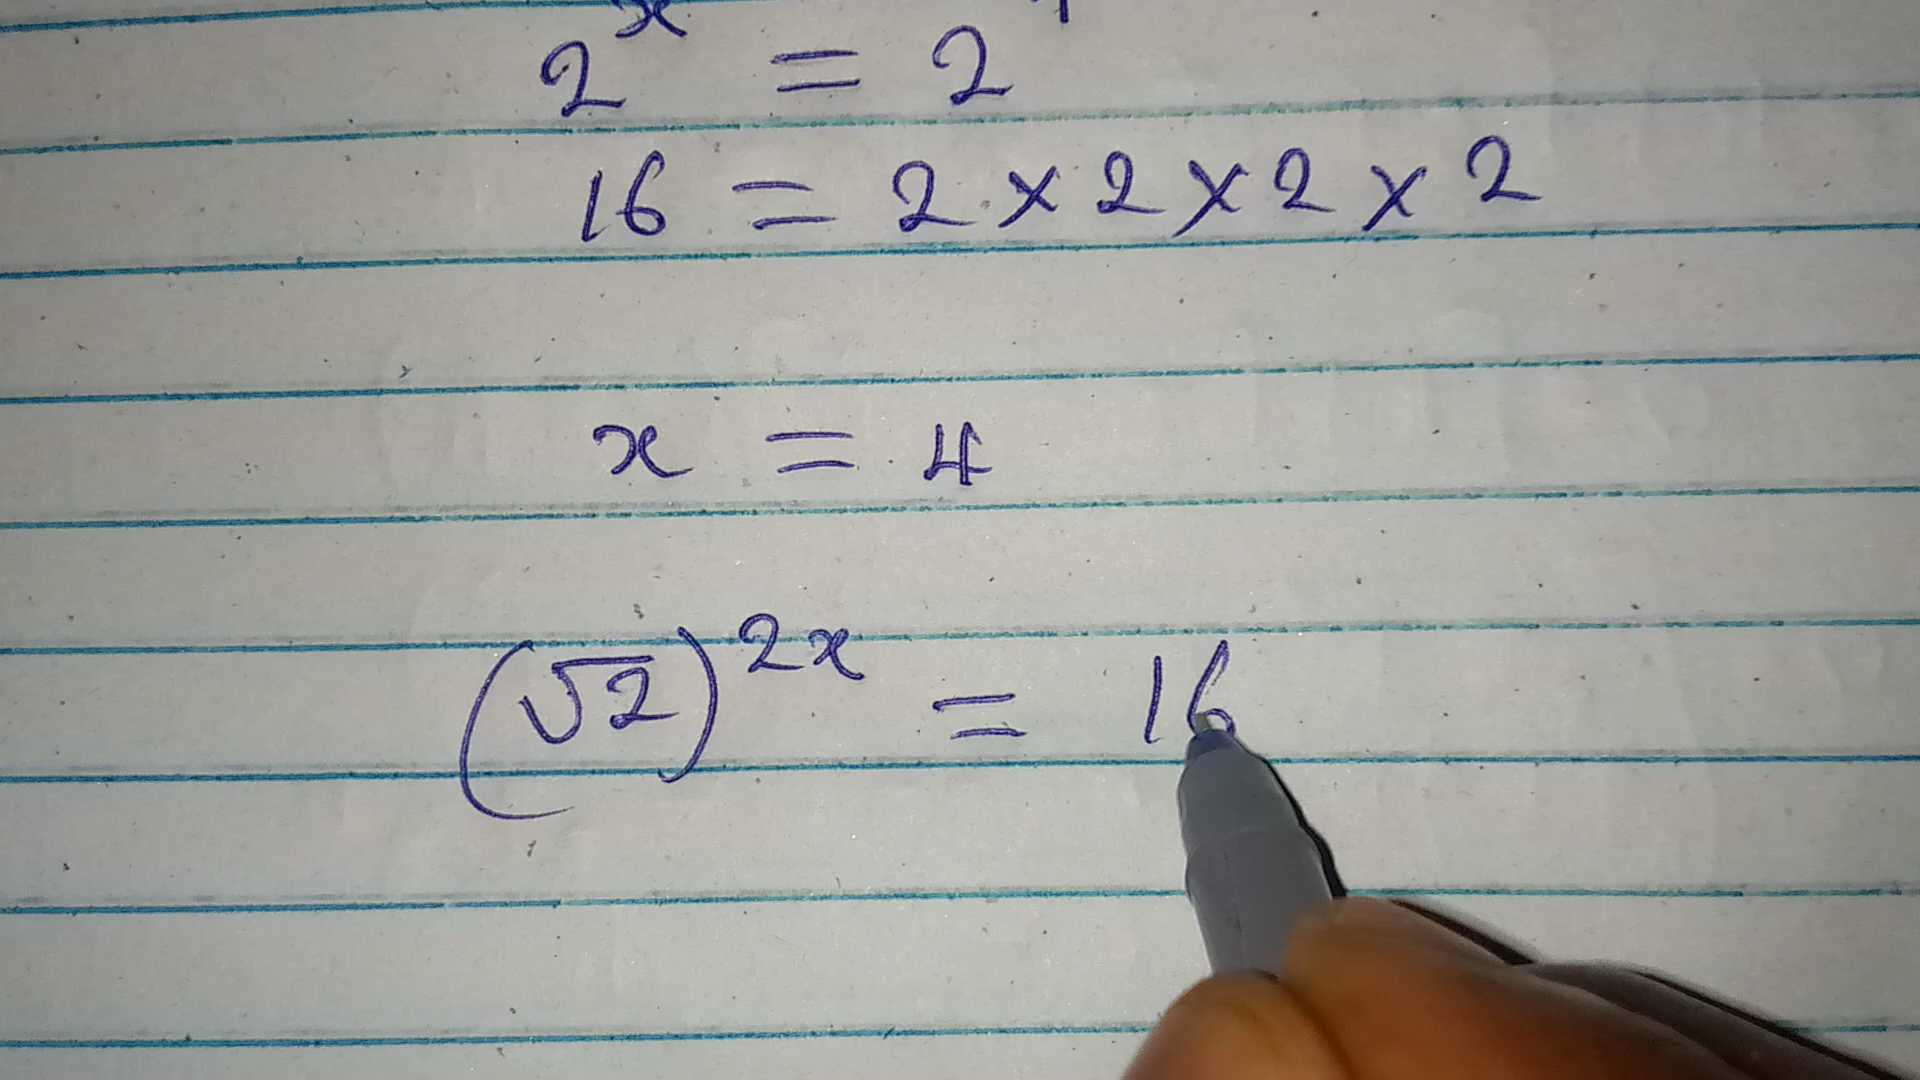 2^x = 2
16 = 2 × 2 × 2 × 2
x = 4
(√2)^2x = 16